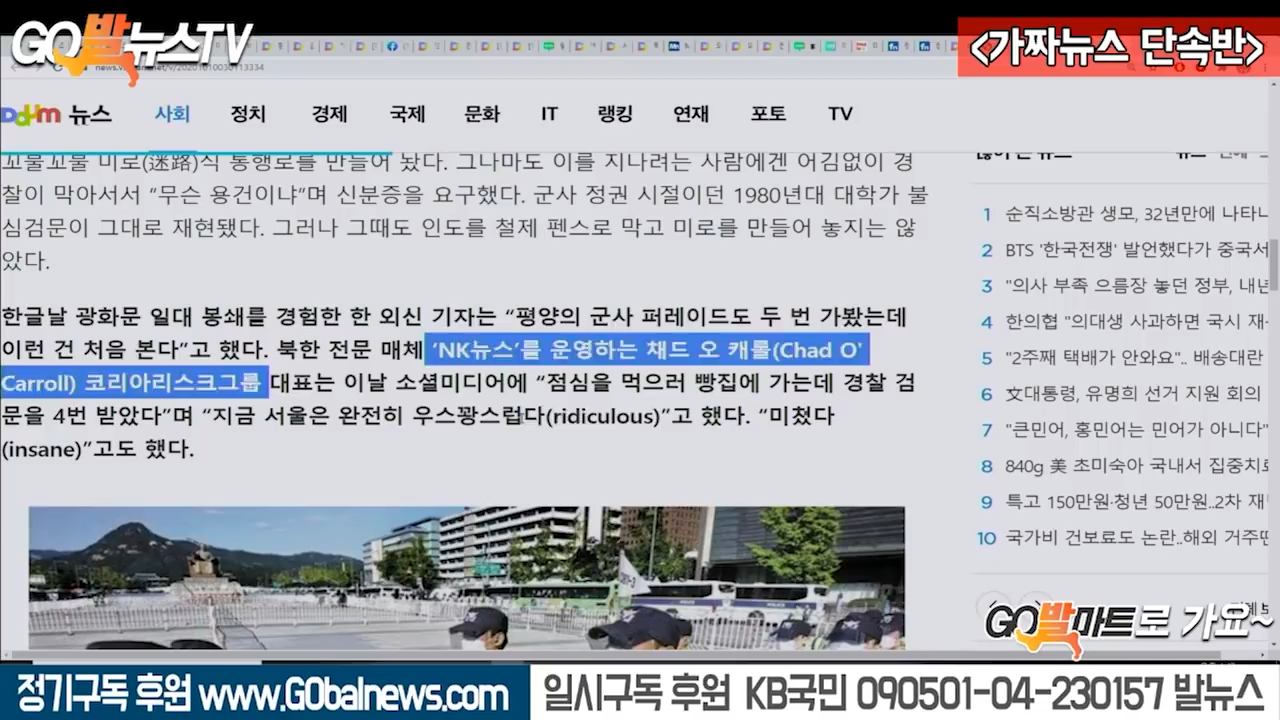 GO발뉴스TV
<가짜뉴스 단속반>
Daum 뉴스 사회 정치 경제 국제 문화 IT 랭킹 연재 포토 TV
꼬불꼬불 미로(迷路)식 통행로를 만들어 놨다. 그나마도 이를 지나려는 사람에겐 어김없이 경
찰이 막아서서 “무슨 용건이냐”며 신분증을 요구했다. 군사 정권 시절이던 1980년대 대학가 불
심검문이 그대로 재현됐다. 그러나 그때도 인도를 철제 펜스로 막고 미로를 만들어 놓지는 않
았다.
한글날 광화문 일대 봉쇄를 경험한 한 외신 기자는 “평양의 군사 퍼레이드도 두 번 가봤는데
이런 건 처음 본다”고 했다. 북한 전문 매체 ‘NK뉴스’를 운영하는 채드 오 캐롤(Chad O'
Carroll) 코리아리스크그룹 대표는 이날 소셜미디어에 “점심을 먹으러 빵집에 가는데 경찰 검
문을 4번 받았다”며 “지금 서울은 완전히 우스꽝스럽다(ridiculous)”고 했다. “미쳤다
(insane)”고도 했다.
1 순직소방관 생모, 32년만에 나타나
2 BTS '한국전쟁' 발언했다가 중국서
3 "의사 부족 으름장 놓던 정부, 내년
4 한의협 "의대생 사과하면 국시 재
5 "2주째 택배가 안와요".. 배송대란
6 文대통령, 유명희 선거 지원 회의
7 "큰민어, 홍민어는 민어가 아니다"
8 840g 美 초미숙아 국내서 집중치료
9 특고 150만원·청년 50만원..2차 재
10 국가비 건보료도 논란..해외 거주
GO발마트로 가요~
정기구독 후원 www.GObalnews.com
일시구독 후원 KB국민 090501-04-230157 발뉴스